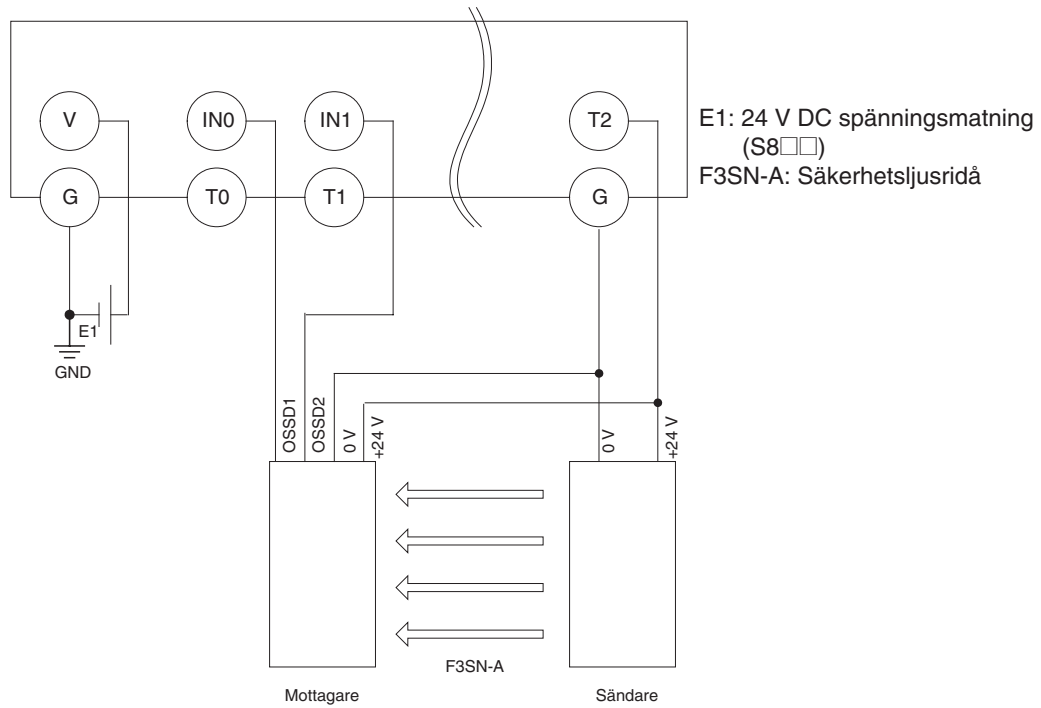 V
IN0
IN1
T2
G
T0
T1
G
E1: 24 V DC spänningsmatning
(S8□□)
F3SN-A: Säkerhetsljusridå
E1
GND
OSSD1
OSSD2
0 V
+24 V
0 V
+24 V
F3SN-A
Mottagare
Sändare